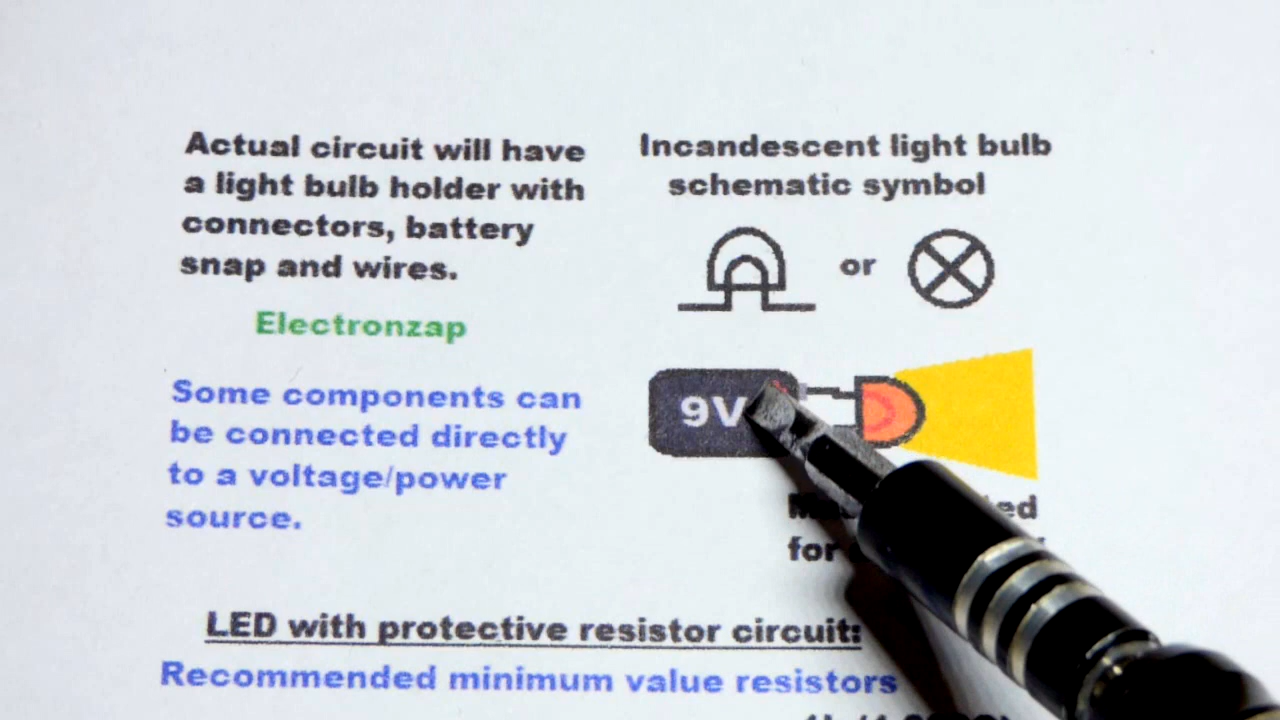 Actual circuit will have
a light bulb holder with
connectors, battery
snap and wires.
Electronzap
Some components can
be connected directly
to a voltage/power
source.
Incandescent light bulb
schematic symbol
or
9V
for
LED with protective resistor circuit:
Recommended minimum value resistors